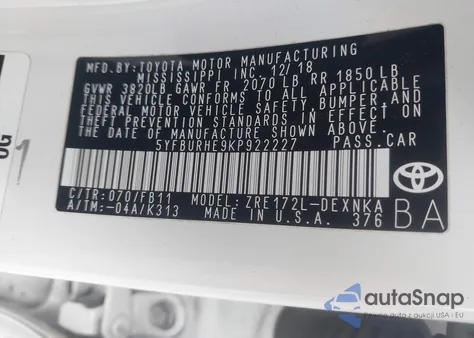 MFD.BY:TOYOTA MOTOR MANUFACTURING
MISSISSIPPI INC. 12/18
GVWR 3820LB GAWR FR 2070 LB RR 1850LB
THIS VEHICLE CONFORMS TO ALL APPLICABLE
FEDERAL MOTOR VEHICLE SAFETY, BUMPER, AND
THEFT PREVENTION STANDARDS IN EFFECT ON
THE DATE OF MANUFACTURE SHOWN ABOVE.
5YFBURHE9KP922227 PASS.CAR
C/TR: 070/FB11 MODEL: ZRE172L-DEXNKA
A/TM:-04A/K313 MADE IN U.S.A. 376
BA
OG
1
autoSnap